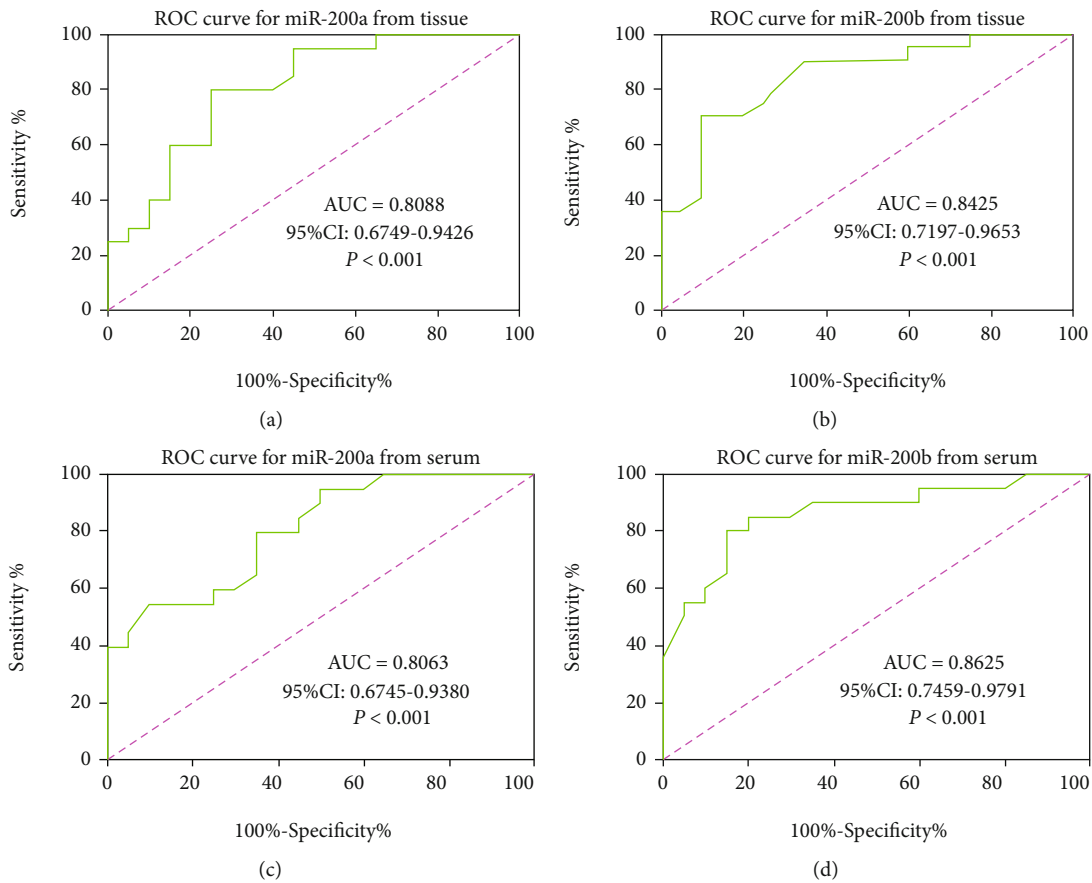 ROC curve for miR-200a from tissue
100
80
60
40
20
0
Sensitivity %
AUC = 0.8088
95%CI: 0.6749-0.9426
P < 0.001
0 20 40 60 80 100
100%-Specificity%
(a)
ROC curve for miR-200b from tissue
100
80
60
40
20
0
Sensitivity %
AUC = 0.8425
95%CI: 0.7197-0.9653
P < 0.001
0 20 40 60 80 100
100%-Specificity%
(b)
ROC curve for miR-200a from serum
100
80
60
40
20
0
Sensitivity %
AUC = 0.8063
95%CI: 0.6745-0.9380
P < 0.001
0 20 40 60 80 100
100%-Specificity%
(c)
ROC curve for miR-200b from serum
100
80
60
40
20
0
Sensitivity %
AUC = 0.8625
95%CI: 0.7459-0.9791
P < 0.001
0 20 40 60 80 100
100%-Specificity%
(d)